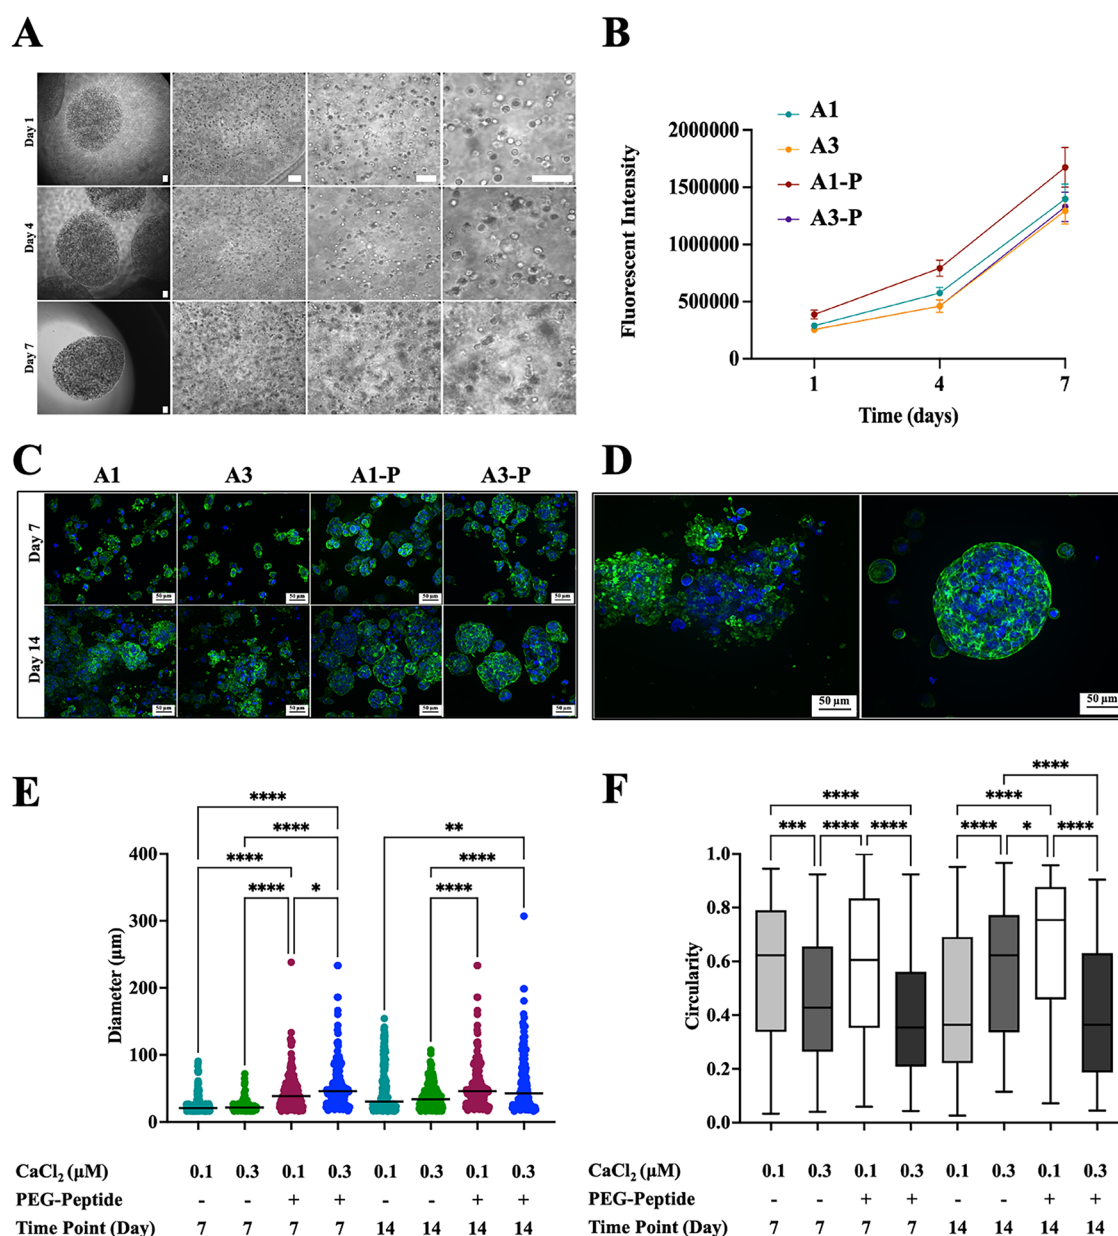 A
B
Day 1
Day 4
Day 7
A1
A3
A1-P
A3-P
2000000
1500000
1000000
500000
0
Fluorescent Intensity
1 4 7
Time (days)
C
D
A1 A3 A1-P A3-P
Day 7
50 µm 50 µm 50 µm 50 µm
Day 14
50 µm 50 µm 50 µm 50 µm
50 µm 50 µm
E
**** 
****
**
****
****
**** * ****
400
300
200
100
0
Diameter (µm)
CaCl₂ (µM) 0.1 0.3 0.1 0.3 0.1 0.3 0.1 0.3
PEG-Peptide - - + + - - + +
Time Point (Day) 7 7 7 7 14 14 14 14
F
****
**** ****
*** **** **** **** * ****
1.0
0.8
0.6
0.4
0.2
0.0
Circularity
CaCl₂ (µM) 0.1 0.3 0.1 0.3 0.1 0.3 0.1 0.3
PEG-Peptide - - + + - - + +
Time Point (Day) 7 7 7 7 14 14 14 14